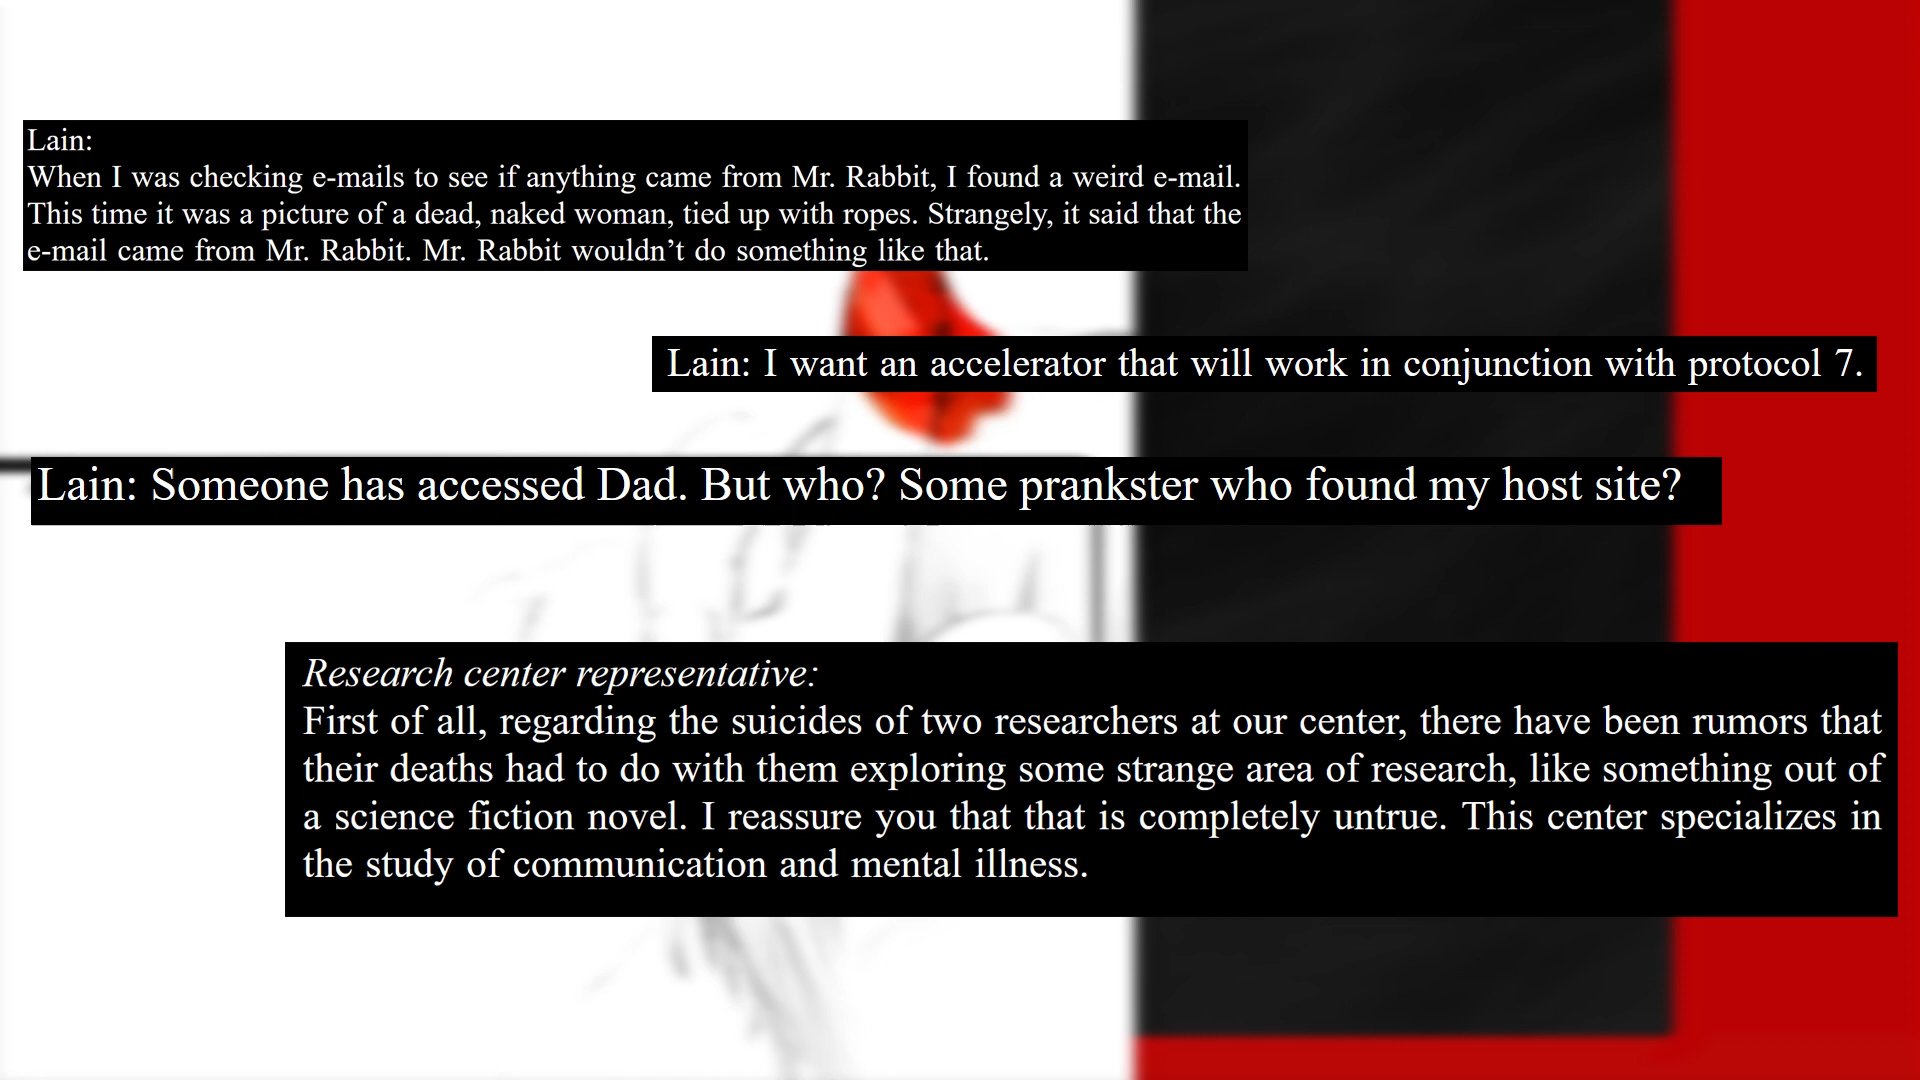 Lain:
When I was checking e-mails to see if anything came from Mr. Rabbit, I found a weird e-mail.
This time it was a picture of a dead, naked woman, tied up with ropes. Strangely, it said that the
e-mail came from Mr. Rabbit. Mr. Rabbit wouldn’t do something like that.
Lain: I want an accelerator that will work in conjunction with protocol 7.
Lain: Someone has accessed Dad. But who? Some prankster who found my host site?
Research center representative:
First of all, regarding the suicides of two researchers at our center, there have been rumors that
their deaths had to do with them exploring some strange area of research, like something out of
a science fiction novel. I reassure you that that is completely untrue. This center specializes in
the study of communication and mental illness.